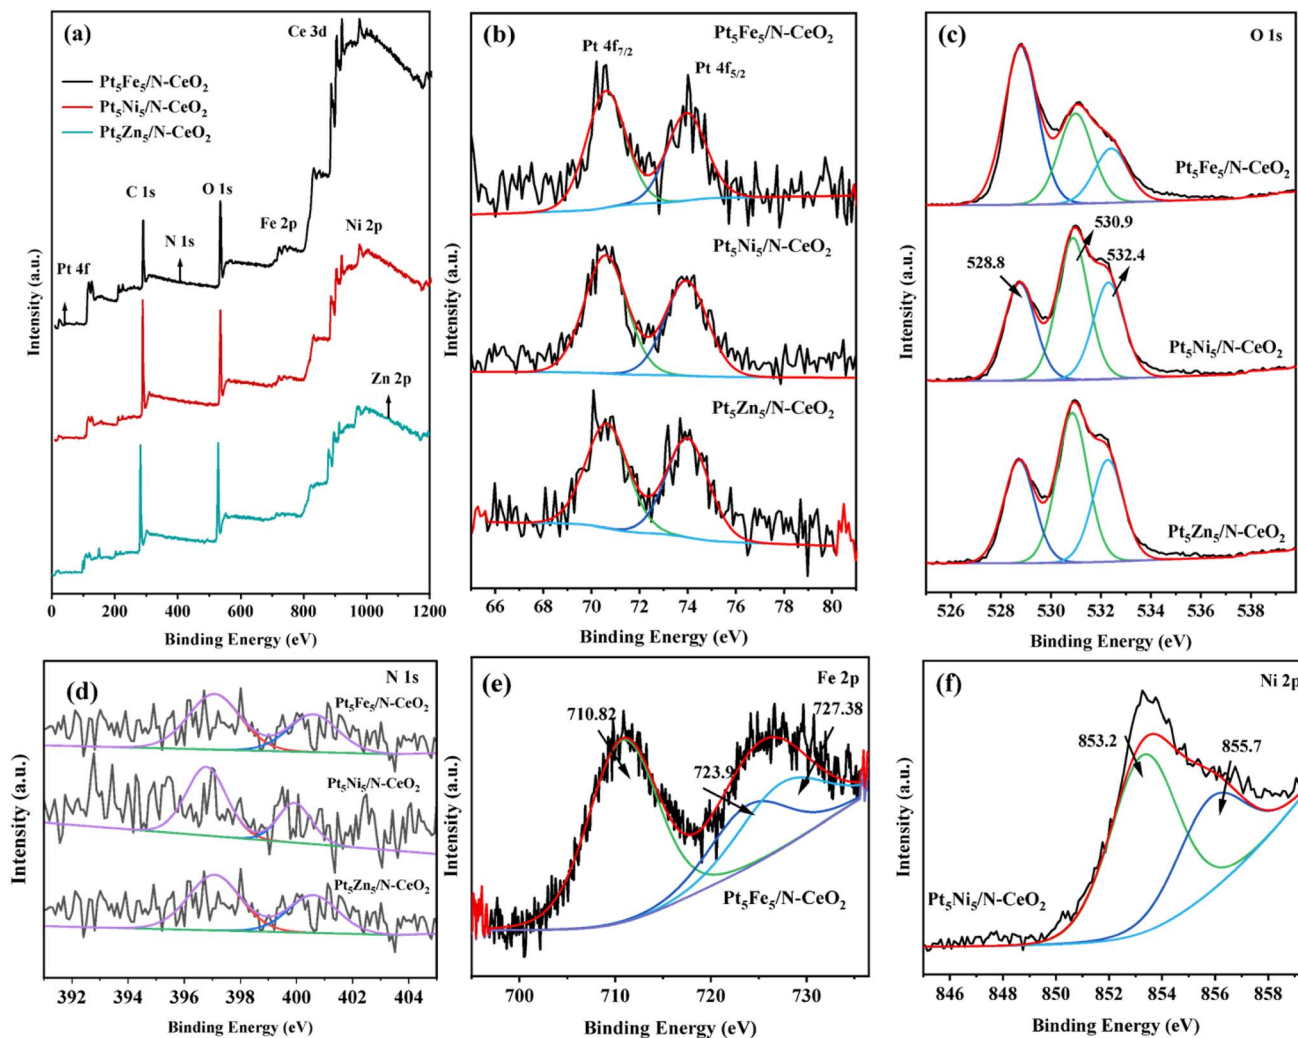 (a)
Ce 3d
Pt₅Fe₅/N-CeO₂
Pt₅Ni₅/N-CeO₂
Pt₅Zn₅/N-CeO₂
C 1s
O 1s
N 1s
Fe 2p
Ni 2p
Pt 4f
Zn 2p
Intensity (a.u.)
0 200 400 600 800 1000 1200
Binding Energy (eV)
(b)
Pt 4f₇/₂
Pt₅Fe₅/N-CeO₂
Pt 4f₅/₂
Pt₅Ni₅/N-CeO₂
Pt₅Zn₅/N-CeO₂
Intensity (a.u.)
66 68 70 72 74 76 78 80
Binding Energy (eV)
(c)
O 1s
Pt₅Fe₅/N-CeO₂
530.9
528.8
532.4
Pt₅Ni₅/N-CeO₂
Pt₅Zn₅/N-CeO₂
Intensity (a.u.)
526 528 530 532 534 536 538
Binding Energy (eV)
(d)
N 1s
Pt₅Fe₅/N-CeO₂
Pt₅Ni₅/N-CeO₂
Pt₅Zn₅/N-CeO₂
Intensity (a.u.)
392 394 396 398 400 402 404
Binding Energy (eV)
(e)
Fe 2p
710.82
727.38
723.9
Pt₅Fe₅/N-CeO₂
Intensity (a.u.)
700 710 720 730
Binding Energy (eV)
(f)
Ni 2p
853.2
855.7
Pt₅Ni₅/N-CeO₂
Intensity (a.u.)
846 848 850 852 854 856 858
Binding Energy (eV)